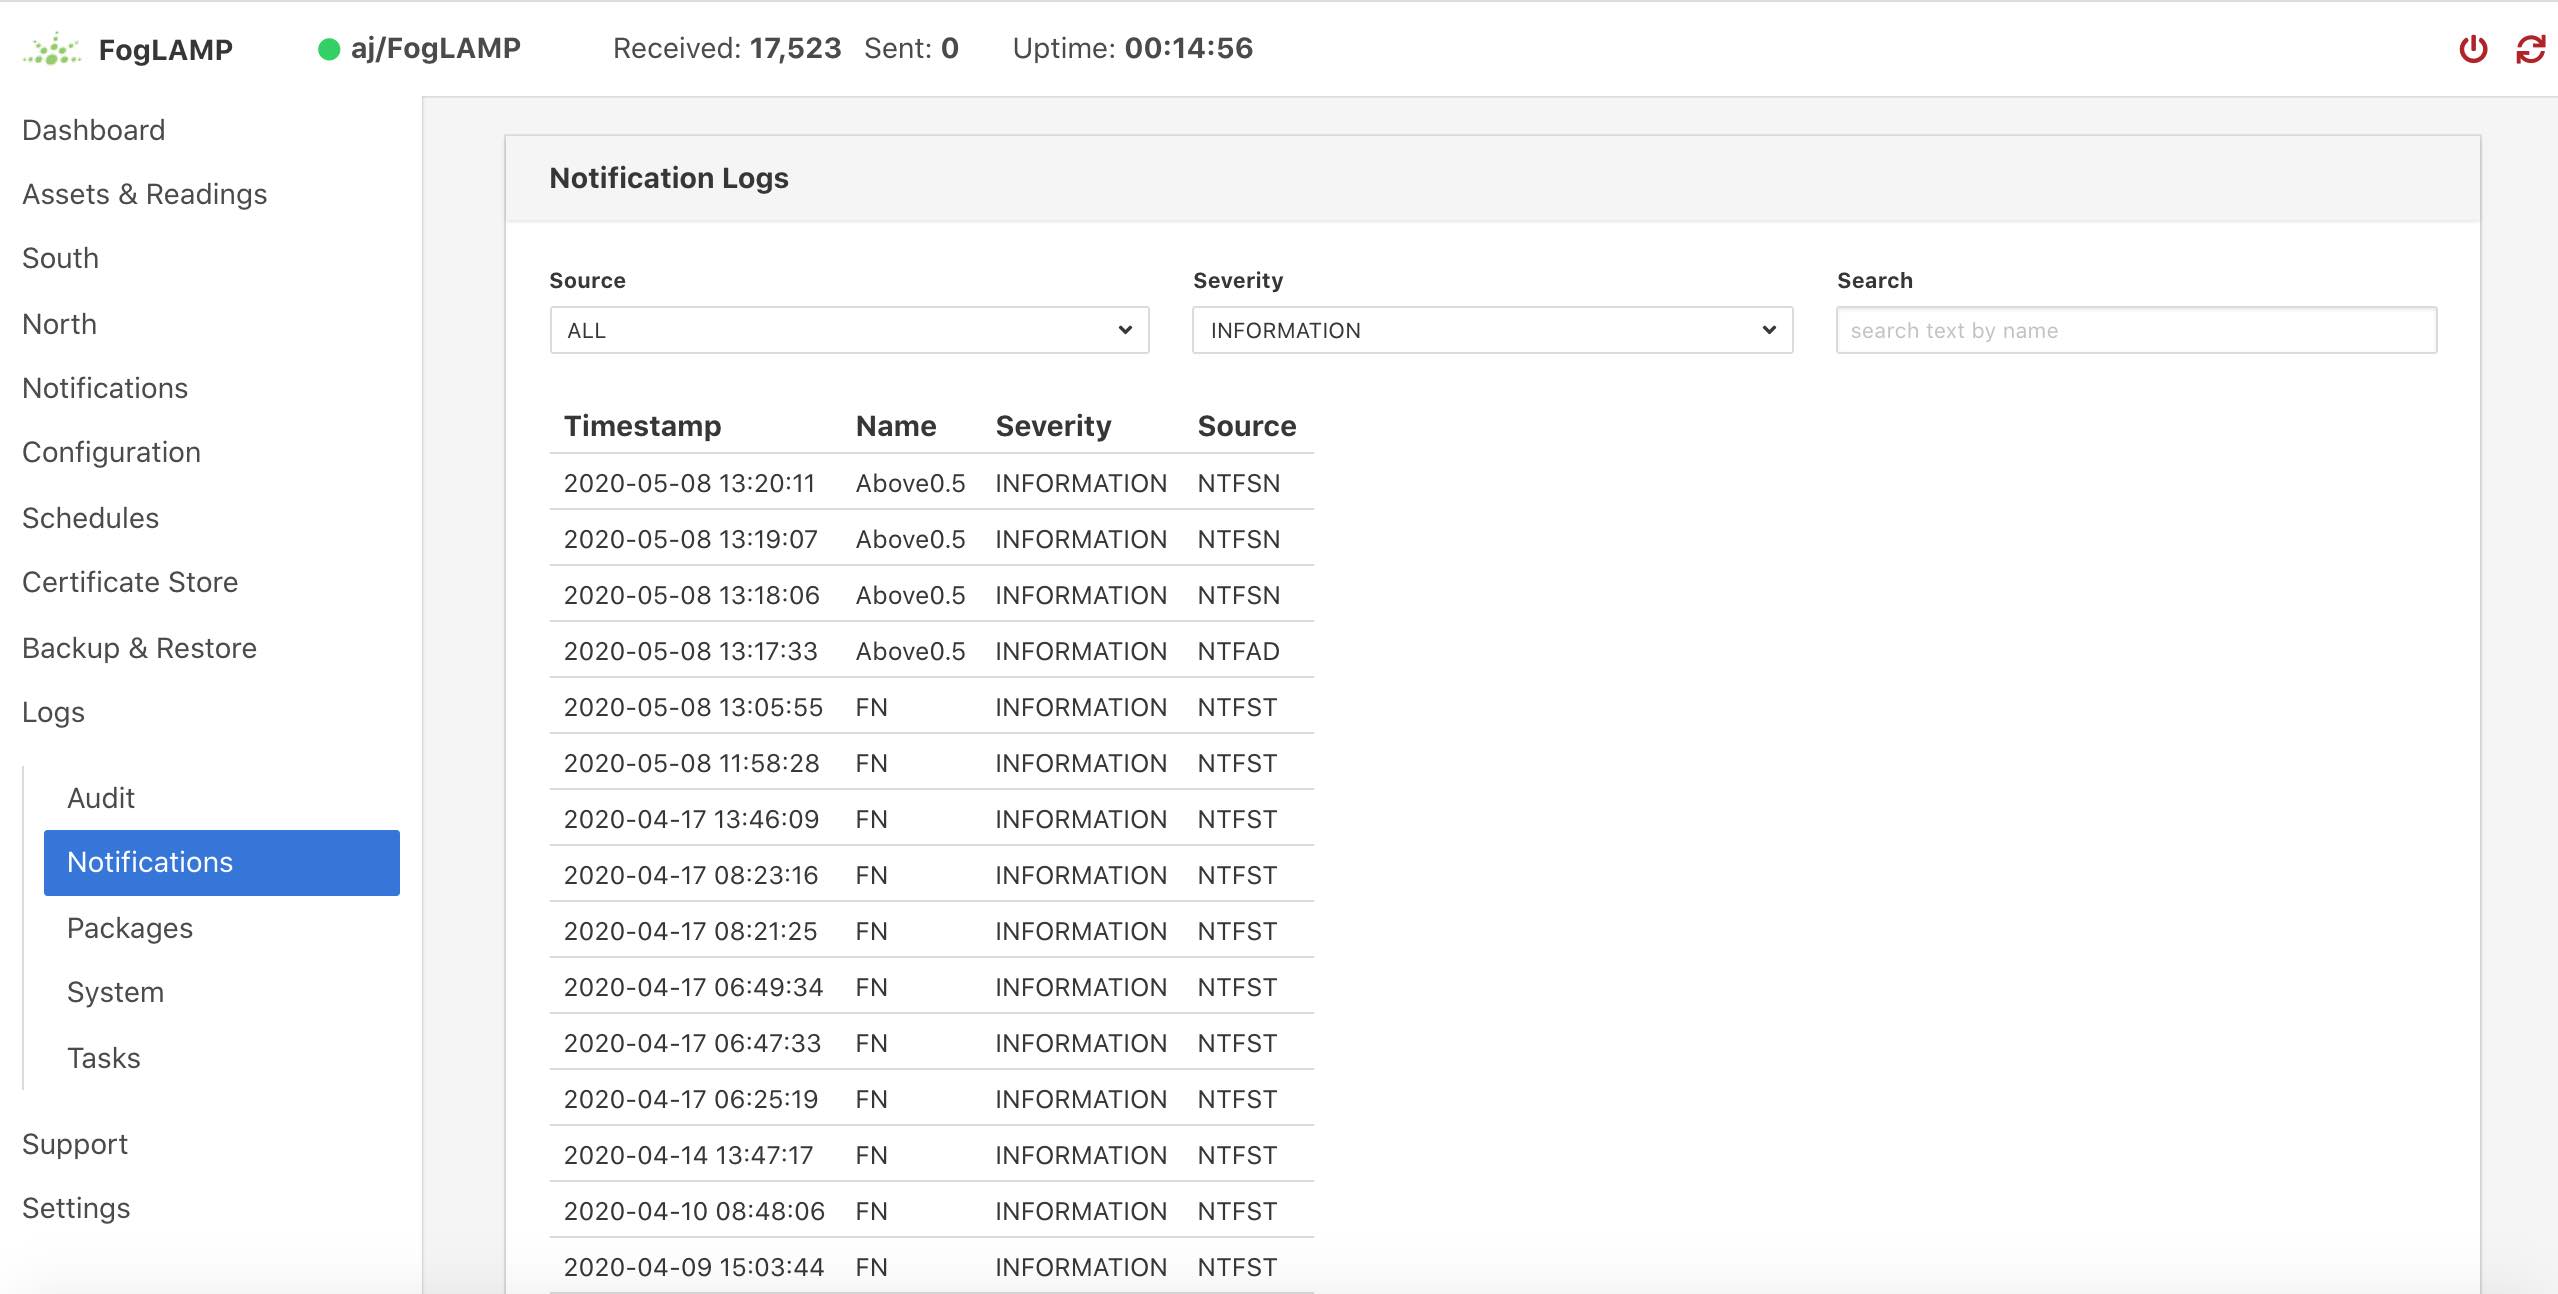 FogLAMP aj/FogLAMP Received: 17,523 Sent: 0 Uptime: 00:14:56
Dashboard
Assets & Readings
South
North
Notifications
Configuration
Schedules
Certificate Store
Backup & Restore
Logs
Audit
Notifications
Packages
System
Tasks
Support
Settings
Notification Logs
Source Severity Search
ALL INFORMATION search text by name
Timestamp Name Severity Source
2020-05-08 13:20:11 Above0.5 INFORMATION NTFSN
2020-05-08 13:19:07 Above0.5 INFORMATION NTFSN
2020-05-08 13:18:06 Above0.5 INFORMATION NTFSN
2020-05-08 13:17:33 Above0.5 INFORMATION NTFAD
2020-05-08 13:05:55 FN INFORMATION NTFST
2020-05-08 11:58:28 FN INFORMATION NTFST
2020-04-17 13:46:09 FN INFORMATION NTFST
2020-04-17 08:23:16 FN INFORMATION NTFST
2020-04-17 08:21:25 FN INFORMATION NTFST
2020-04-17 06:49:34 FN INFORMATION NTFST
2020-04-17 06:47:33 FN INFORMATION NTFST
2020-04-17 06:25:19 FN INFORMATION NTFST
2020-04-14 13:47:17 FN INFORMATION NTFST
2020-04-10 08:48:06 FN INFORMATION NTFST
2020-04-09 15:03:44 FN INFORMATION NTFST